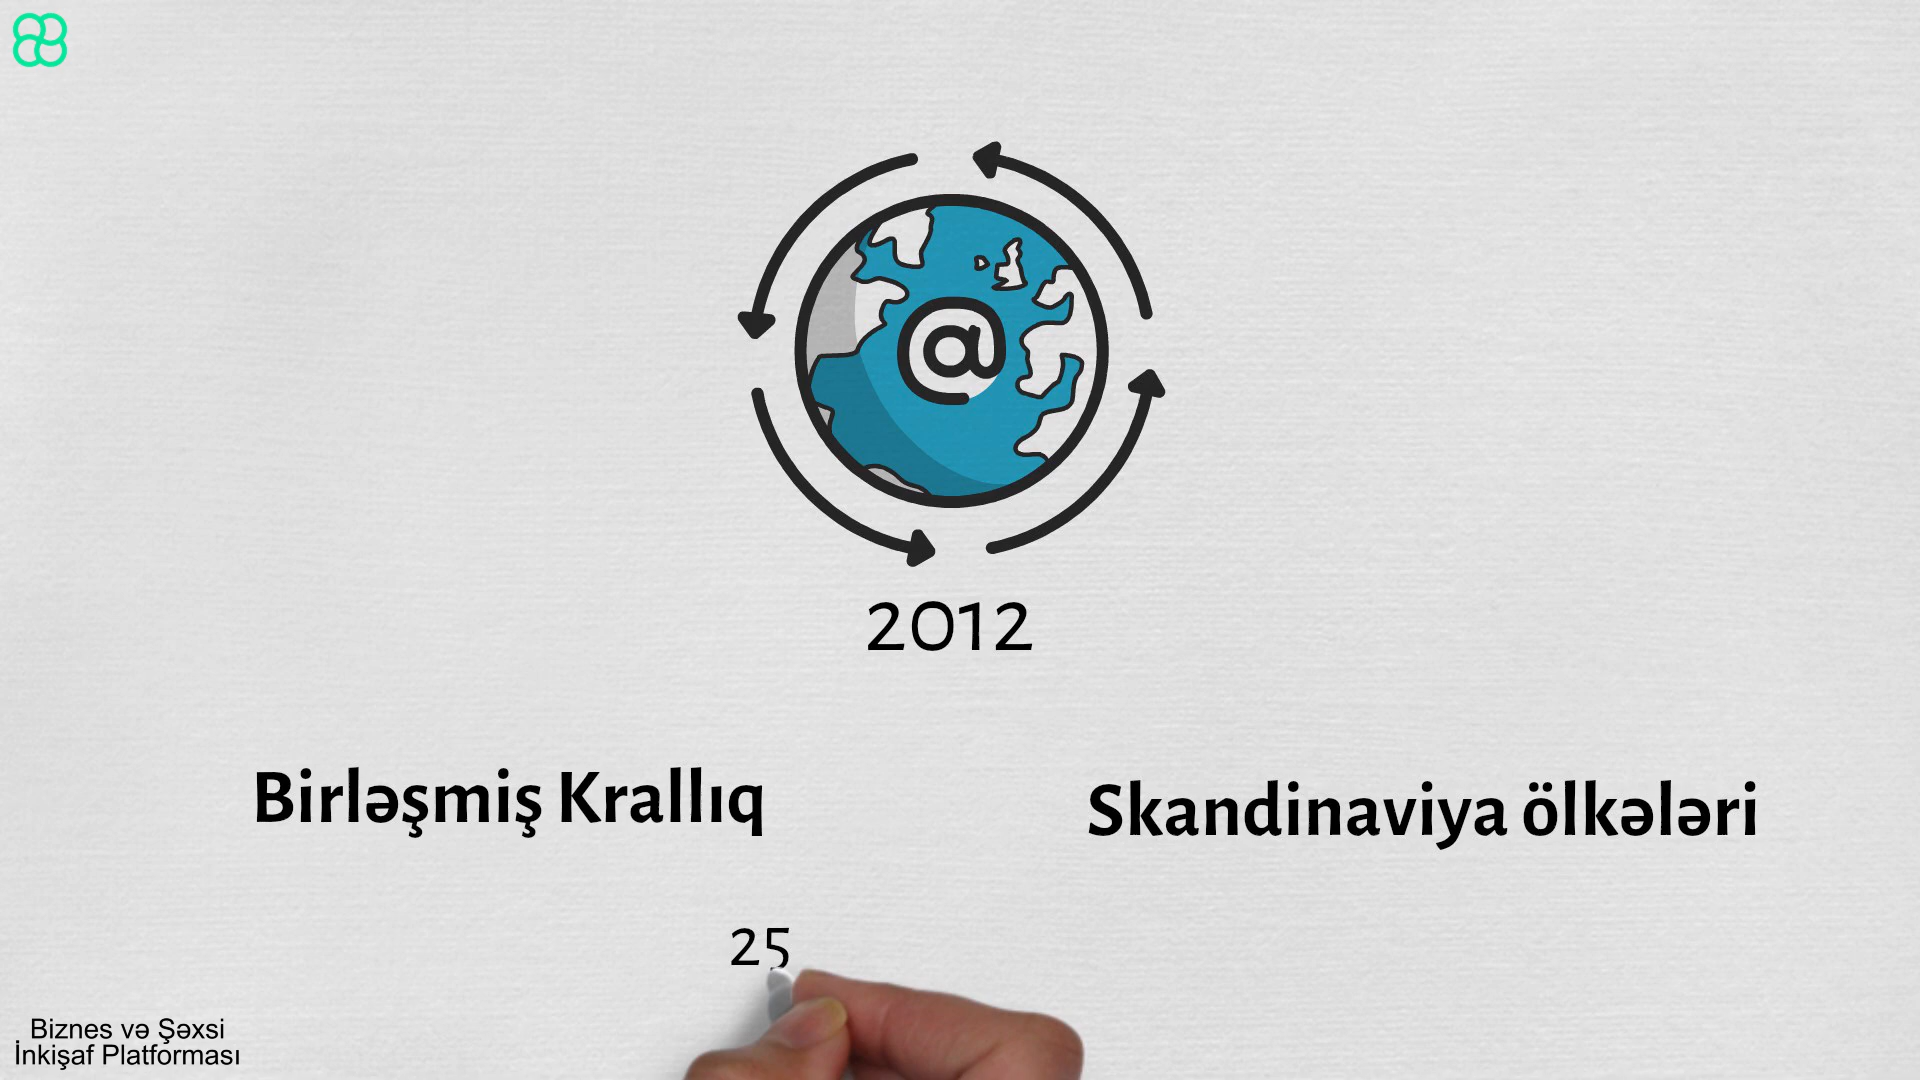 @
2012
Birləşmiş Krallıq
Skandinaviya ölkələri
25
Biznes və Şəxsi
İnkişaf Platforması